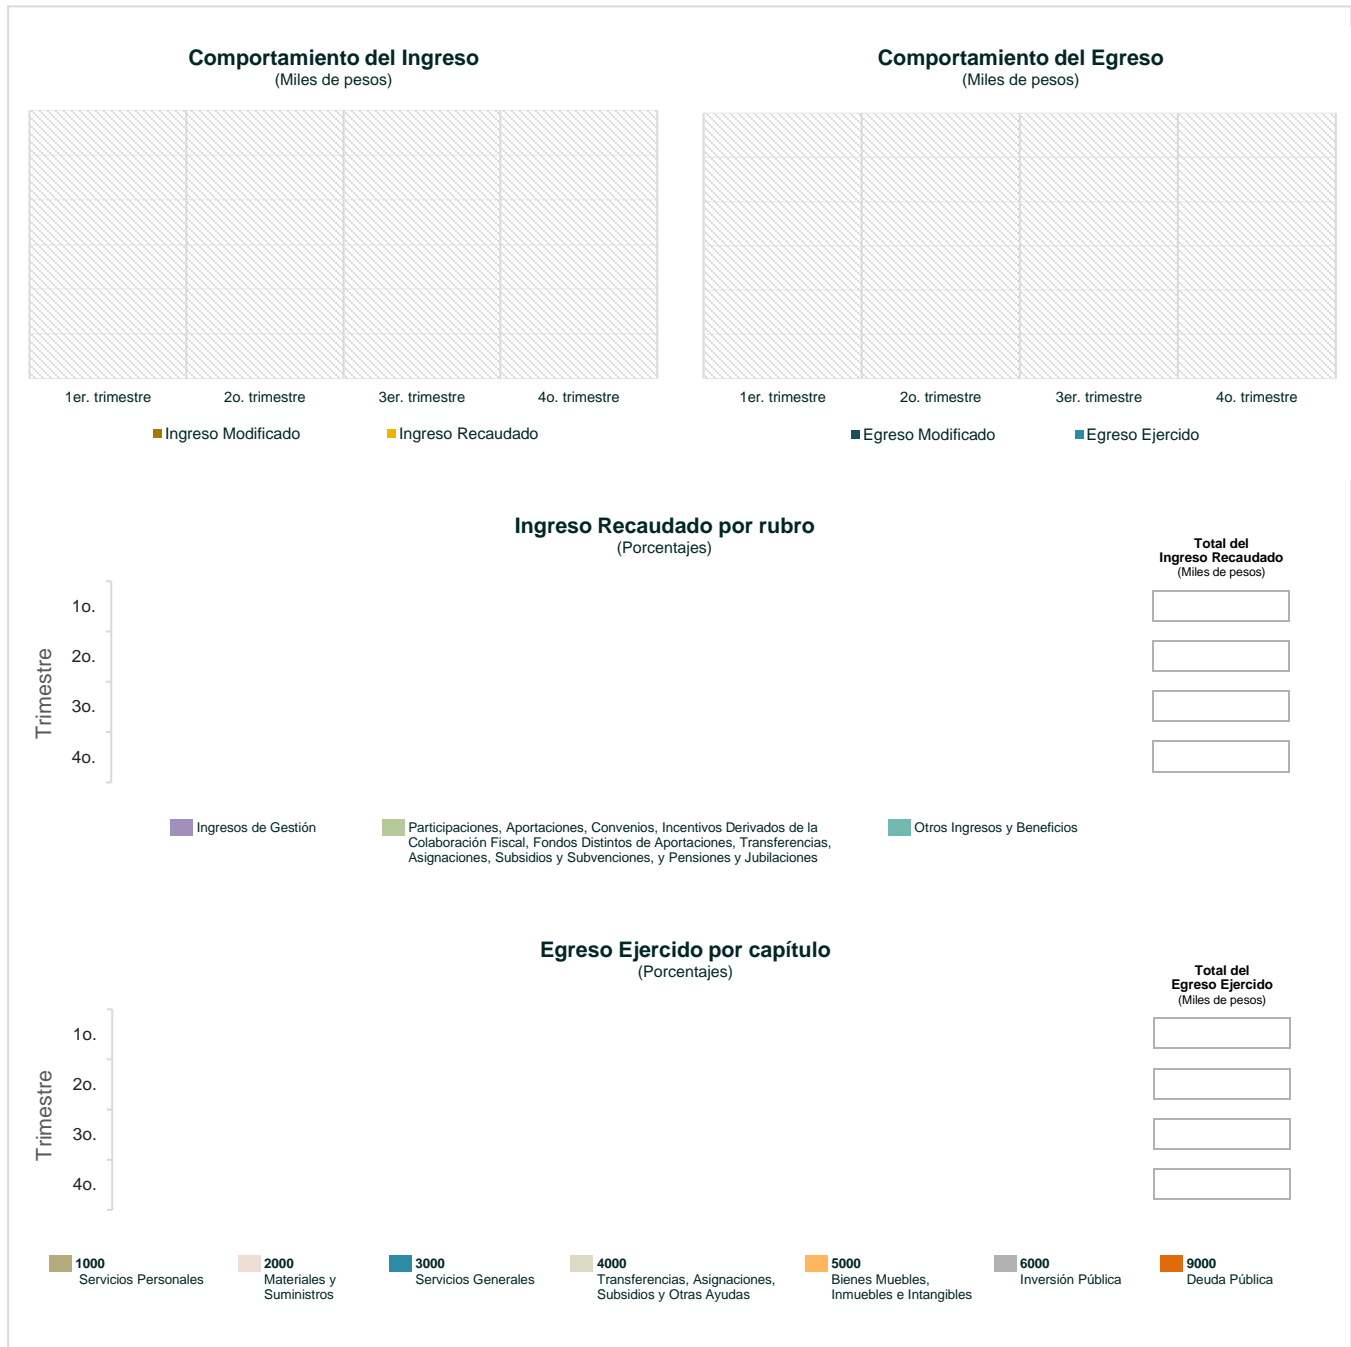 Comportamiento del Ingreso
(Miles de pesos)
1er. trimestre 2o. trimestre 3er. trimestre 4o. trimestre
Ingreso Modificado Ingreso Recaudado
Comportamiento del Egreso
(Miles de pesos)
1er. trimestre 2o. trimestre 3er. trimestre 4o. trimestre
Egreso Modificado Egreso Ejercido
Ingreso Recaudado por rubro
(Porcentajes)
Total del
Ingreso Recaudado
(Miles de pesos)
Trimestre
1o.
2o.
3o.
4o.
Ingresos de Gestión
Participaciones, Aportaciones, Convenios, Incentivos Derivados de la
Colaboración Fiscal, Fondos Distintos de Aportaciones, Transferencias,
Asignaciones, Subsidios y Subvenciones, y Pensiones y Jubilaciones
Otros Ingresos y Beneficios
Egreso Ejercido por capítulo
(Porcentajes)
Total del
Egreso Ejercido
(Miles de pesos)
Trimestre
1o.
2o.
3o.
4o.
1000
Servicios Personales
2000
Materiales y
Suministros
3000
Servicios Generales
4000
Transferencias, Asignaciones,
Subsidios y Otras Ayudas
5000
Bienes Muebles,
Inmuebles e Intangibles
6000
Inversión Pública
9000
Deuda Pública